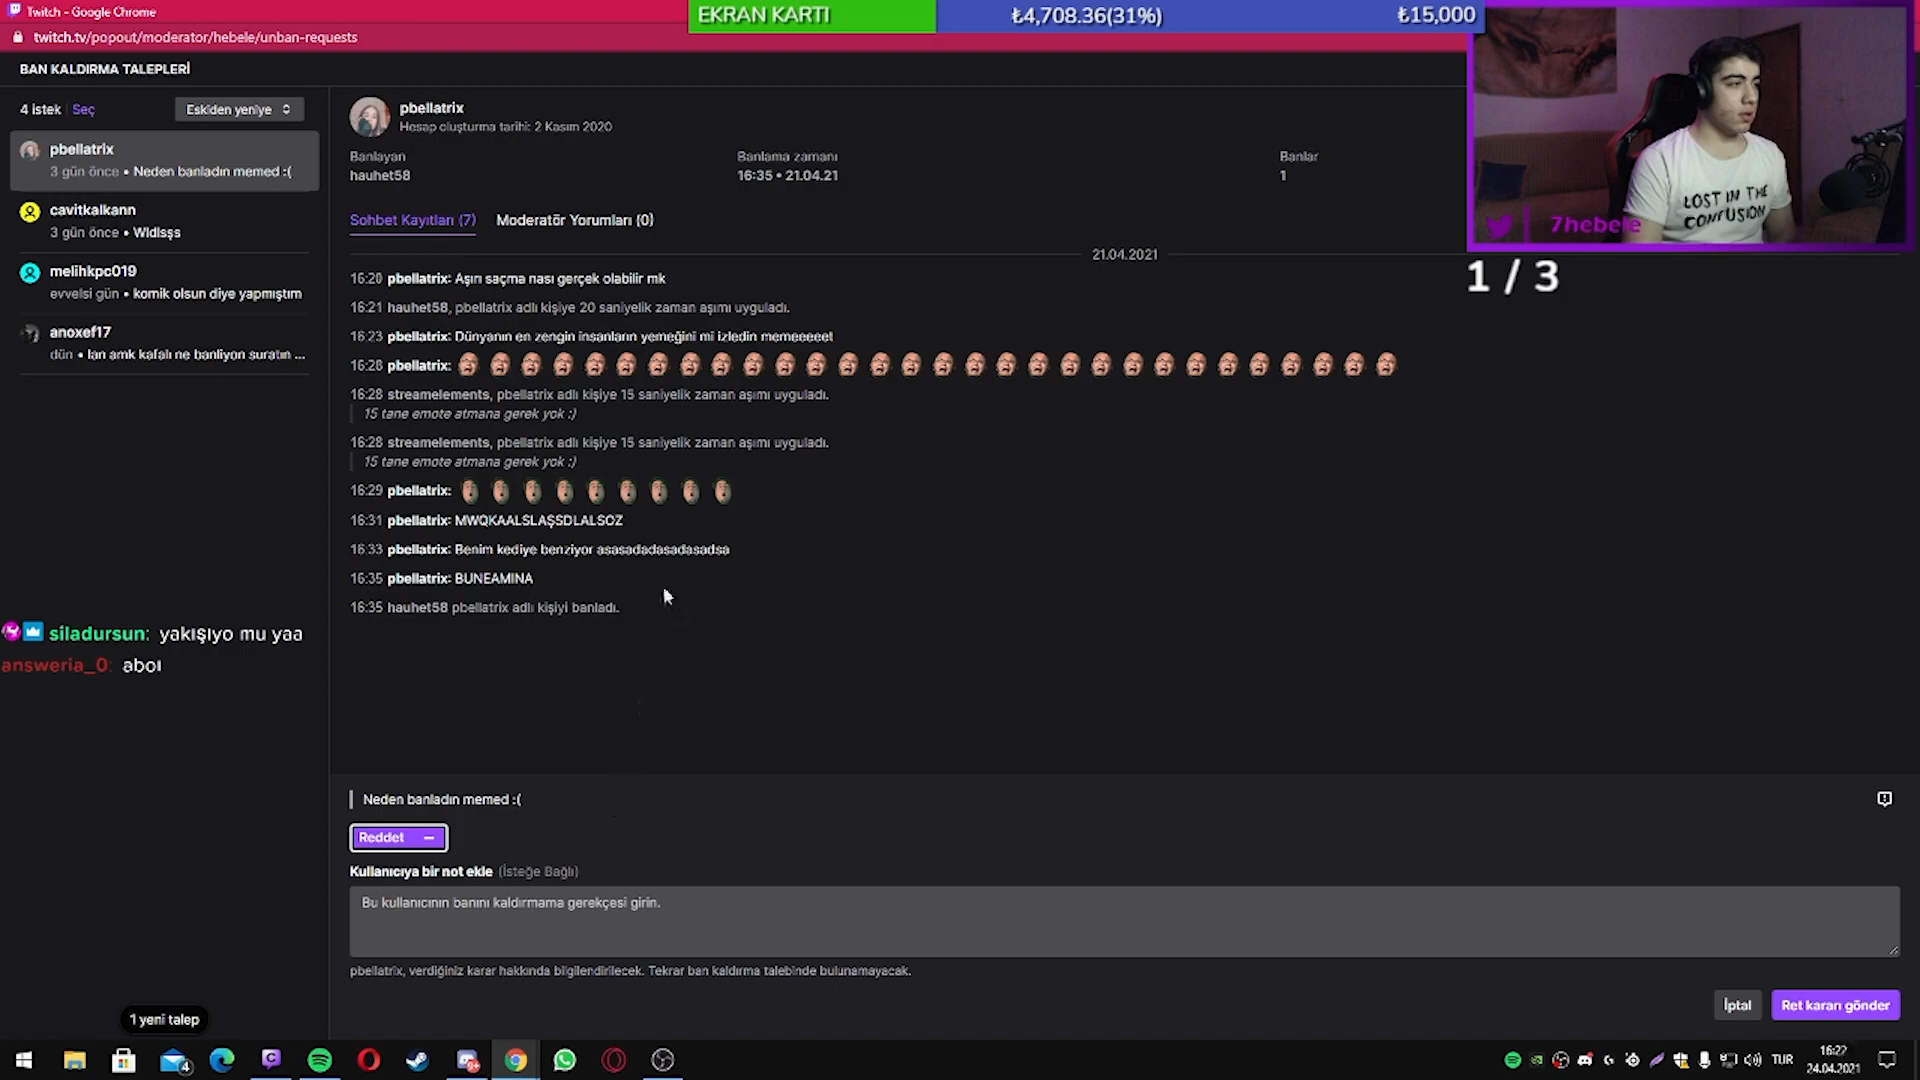 Twitch - Google Chrome
EKRAN KARTI
₺4,708.36(31%)
₺15,000
twitch.tv/popout/moderator/hebele/unban-requests
BAN KALDIRMA TALEPLERİ
4 istek Seç
Eskiden yeniye
pbellatrix
3 gün önce • Neden banladın memed :(
cavitkalkann
3 gün önce • Wldlsşs
melihkpc019
evvelsi gün • komik olsun diye yapmıştım
anoxef17
dün • lan amk kafalı ne banliyon suratın ...
pbellatrix
Hesap oluşturma tarihi: 2 Kasım 2020
Banlayan
hauhet58
Banlama zamanı
16:35 • 21.04.21
Banlar
1
Sohbet Kayıtları (7)
Moderatör Yorumları (0)
21.04.2021
16:20 pbellatrix: Aşırı saçma nası gerçek olabilir mk
16:21 hauhet58, pbellatrix adlı kişiye 20 saniyelik zaman aşımı uyguladı.
16:23 pbellatrix: Dünyanın en zengin insanların yemeğini mi izledin memeeeeet
16:28 pbellatrix:
16:28 streamelements, pbellatrix adlı kişiye 15 saniyelik zaman aşımı uyguladı.
15 tane emote atmana gerek yok :)
16:28 streamelements, pbellatrix adlı kişiye 15 saniyelik zaman aşımı uyguladı.
15 tane emote atmana gerek yok :)
16:29 pbellatrix:
16:31 pbellatrix: MWQKAALSLAŞSDLALSOZ
16:33 pbellatrix: Benim kediye benziyor asasadadasadasadsa
16:35 pbellatrix: BUNEAMINA
16:35 hauhet58 pbellatrix adlı kişiyi banladı.
LOST IN THE
CONFUSION
7hebele
1 / 3
siladursun: yakışıyo mu yaa
answeria_0: aboı
Neden banladın memed :(
Reddet
Kullanıcıya bir not ekle (İsteğe Bağlı)
Bu kullanıcının banını kaldırmama gerekçesi girin.
pbellatrix, verdiğiniz karar hakkında bilgilendirilecek. Tekrar ban kaldırma talebinde bulunamayacak.
İptal
Ret kararı gönder
1 yeni talep
4
TUR
16:22
24.04.2021